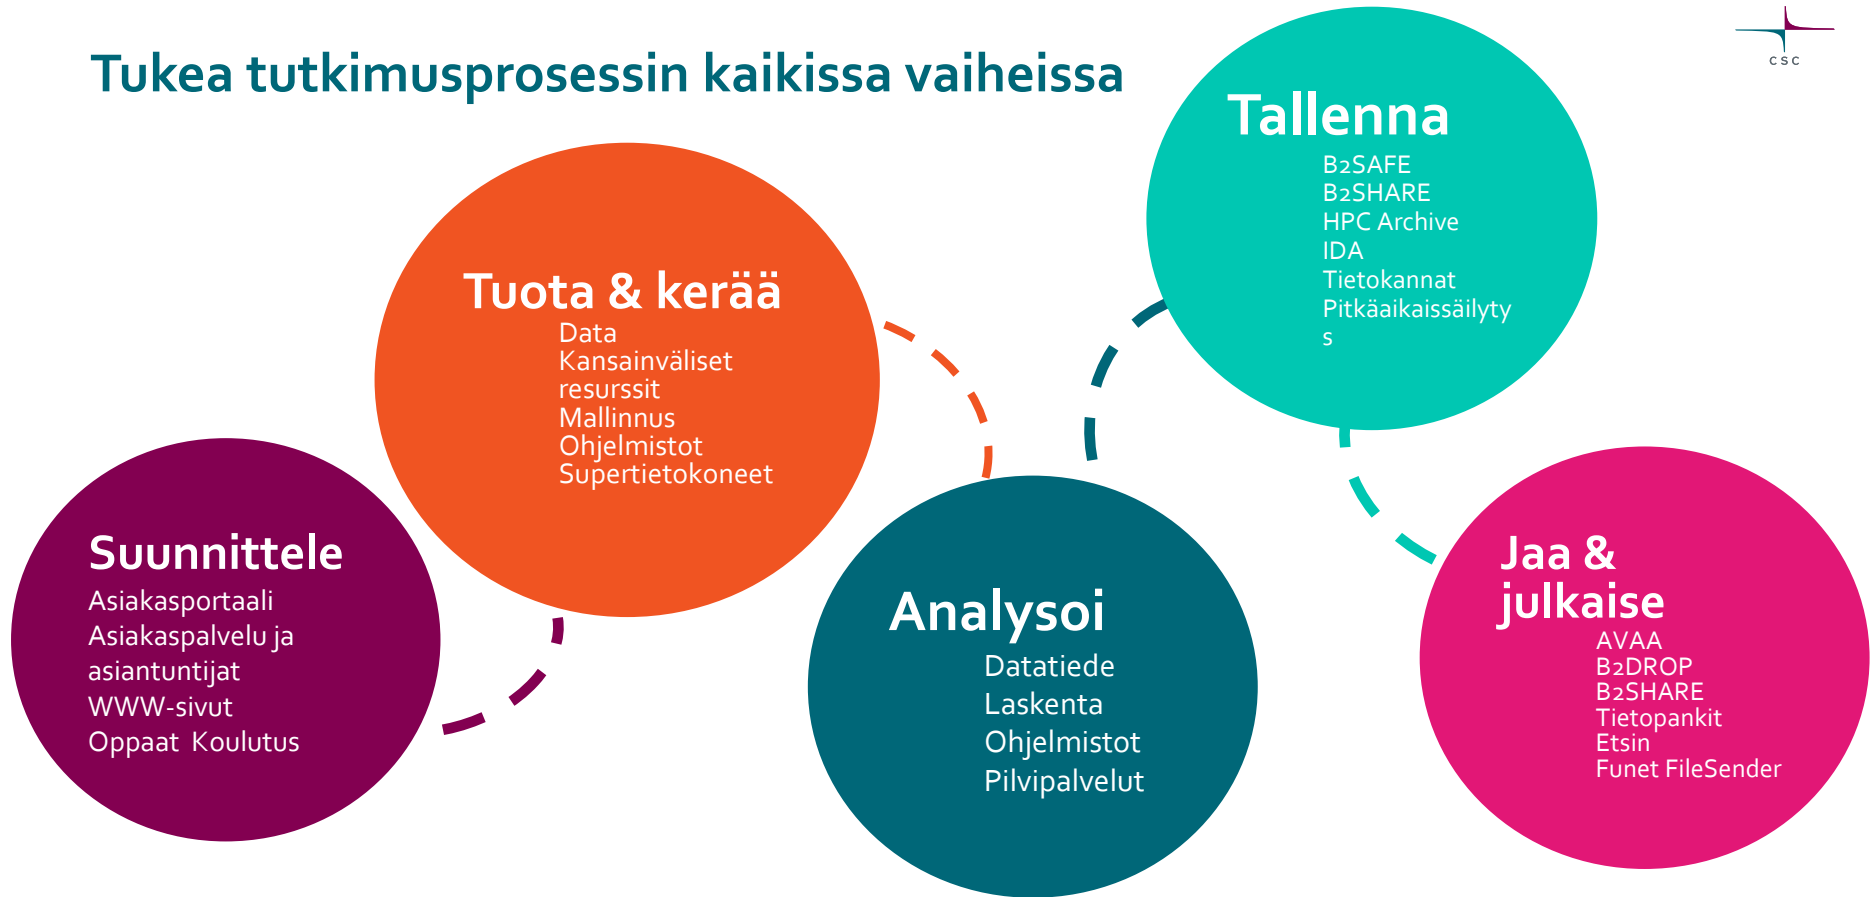 Tukea tutkimusprosessin kaikissa vaiheissa
csc
Suunnittele
Asiakasportaali
Asiakaspalvelu ja
asiantuntijat
WWW-sivut
Oppaat Koulutus
Tuota & kerää
Data
Kansainväliset
resurssit
Mallinnus
Ohjelmistot
Supertietokoneet
Analysoi
Datatiede
Laskenta
Ohjelmistot
Pilvipalvelut
Tallenna
B2SAFE
B2SHARE
HPC Archive
IDA
Tietokannat
Pitkäaikaissäilyty
s
Jaa &
julkaise
AVAA
B2DROP
B2SHARE
Tietopankit
Etsin
Funet FileSender